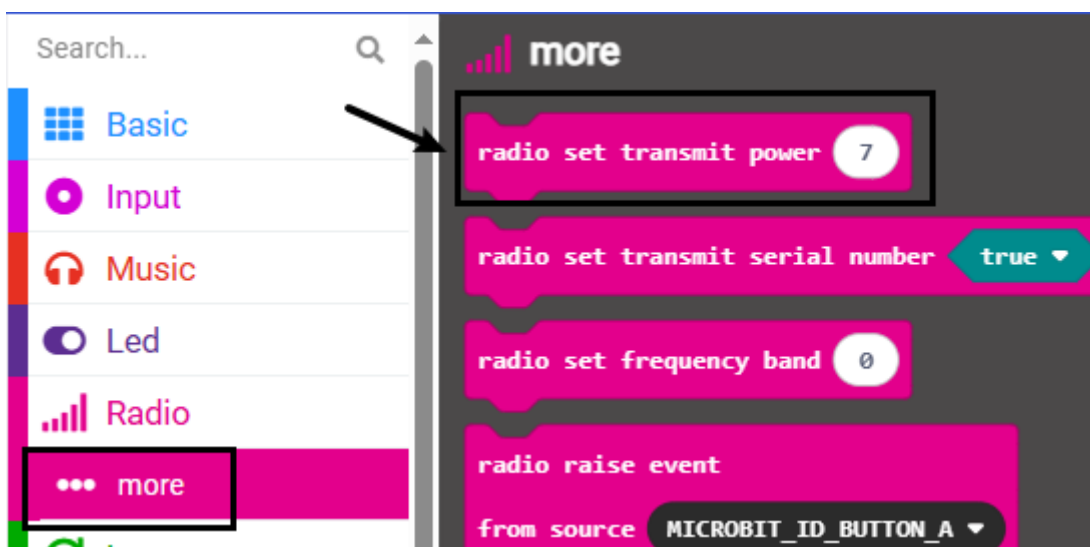 Search...
Basic
Input
Music
Led
Radio
more
more
radio set transmit power 7
radio set transmit serial number true
radio set frequency band 0
radio raise event
from source MICROBIT_ID_BUTTON_A